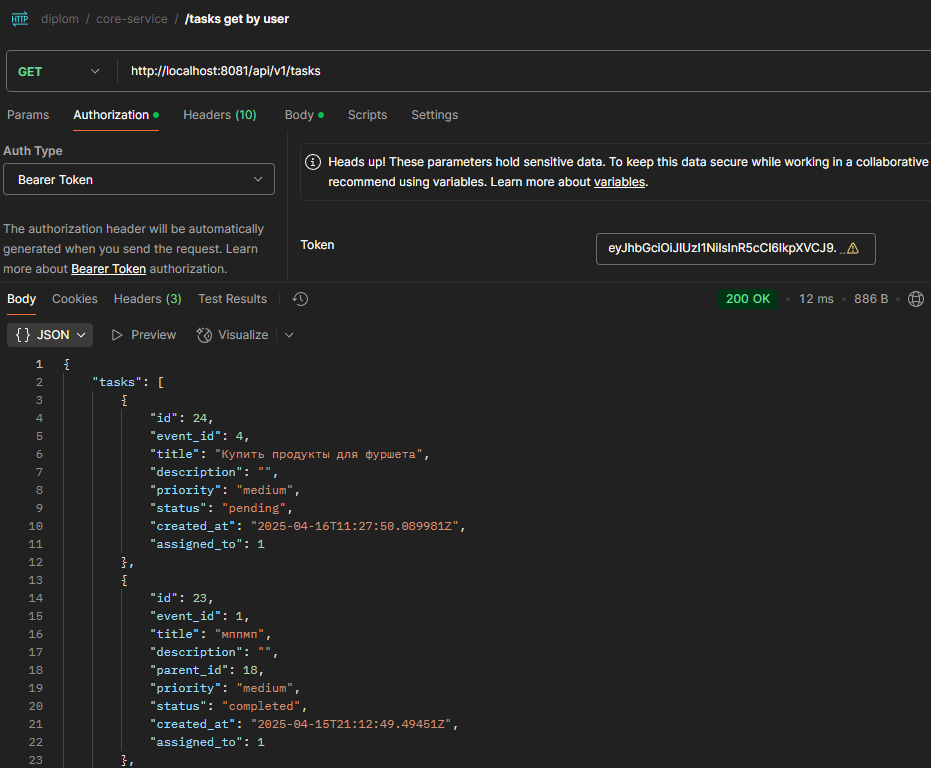 HTTP diplom / core-service / /tasks get by user
GET http://localhost:8081/api/v1/tasks
Params Authorization Headers (10) Body Scripts Settings
Auth Type
Bearer Token
The authorization header will be automatically
generated when you send the request. Learn
more about Bearer Token authorization.
Heads up! These parameters hold sensitive data. To keep this data secure while working in a collaborative
recommend using variables. Learn more about variables.
Token
eyJhbGciOiJIUzI1NiIsInR5cCI6IkpXVCJ9. ...
Body Cookies Headers (3) Test Results 200 OK • 12 ms • 886 B •
{} JSON Preview Visualize
1 {
2 "tasks": [
3 {
4 "id": 24,
5 "event_id": 4,
6 "title": "Купить продукты для фуршета",
7 "description": "",
8 "priority": "medium",
9 "status": "pending",
10 "created_at": "2025-04-16T11:27:50.089981Z",
11 "assigned_to": 1
12 },
13 {
14 "id": 23,
15 "event_id": 1,
16 "title": "мппмп",
17 "description": "",
18 "parent_id": 18,
19 "priority": "medium",
20 "status": "completed",
21 "created_at": "2025-04-15T21:12:49.49451Z",
22 "assigned_to": 1
23 },